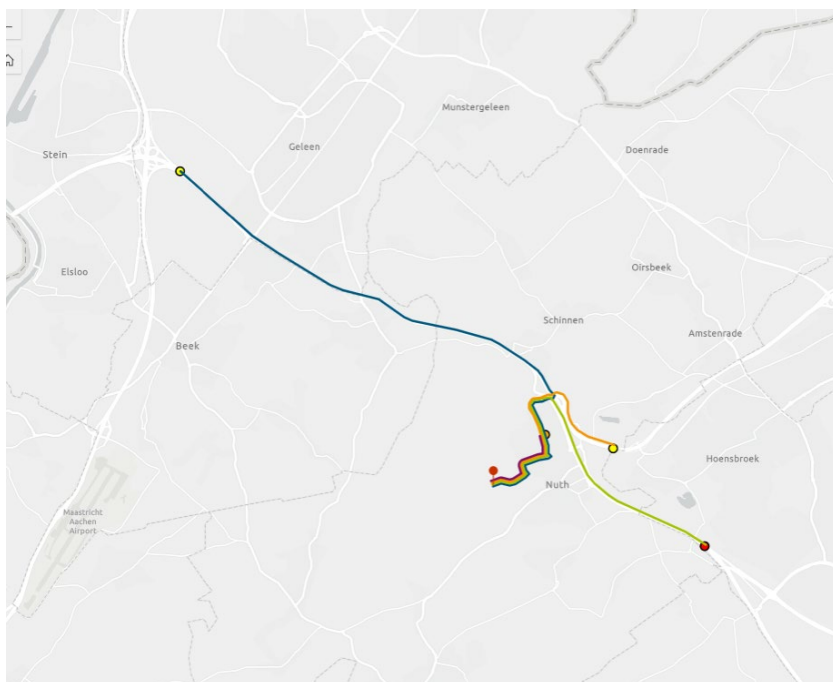 Munstergeleen
Geleen
Doenrade
Stein
Oirsbeek
Elsloo
Schinnen
Amstenrade
Beek
Hoensbroek
Nuth
Maastricht
Aachen
Airport